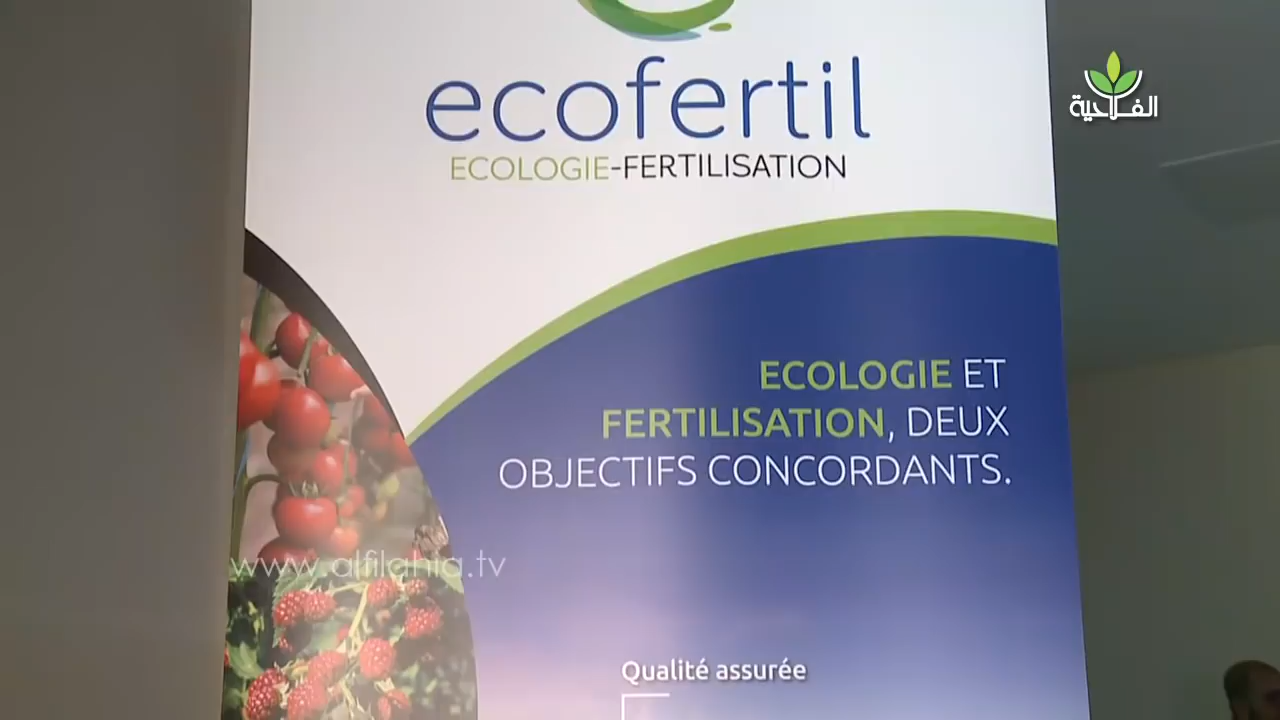 ecofertil
ECOLOGIE-FERTILISATION
الفلاحية
ECOLOGIE ET
FERTILISATION, DEUX
OBJECTIFS CONCORDANTS.
www.alfilahia.tv
Qualité assurée